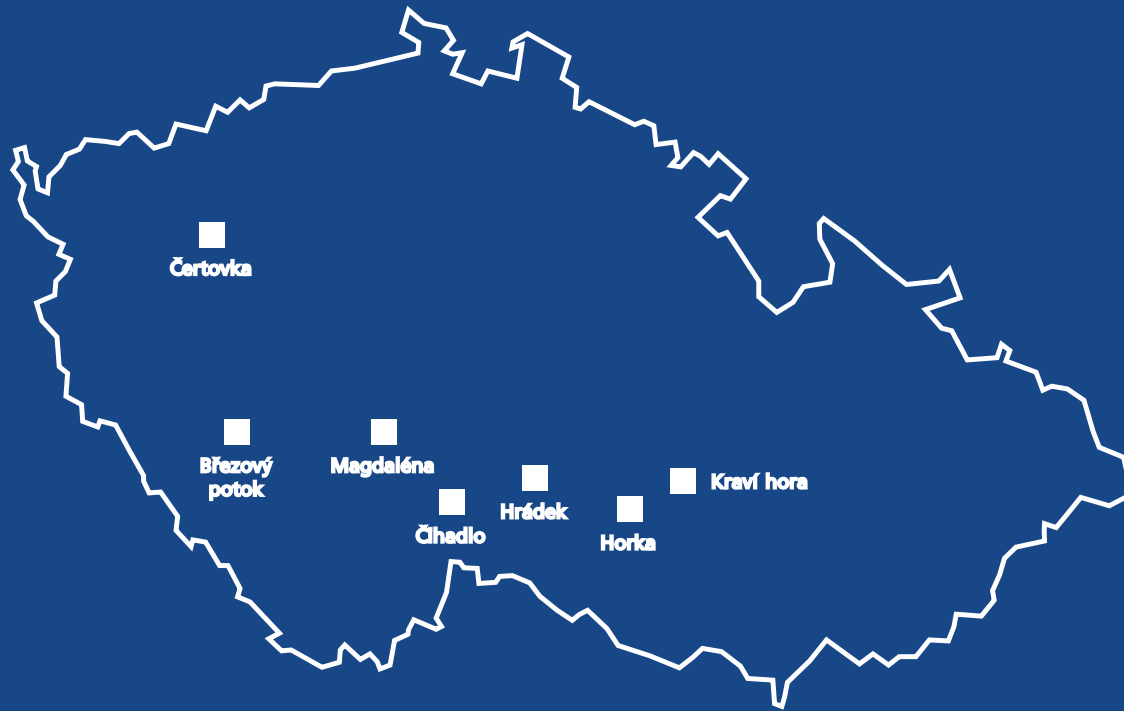 Čertovka
Březový
potok
Magdaléna
Čihadlo
Hrádek
Horka
Kraví hora